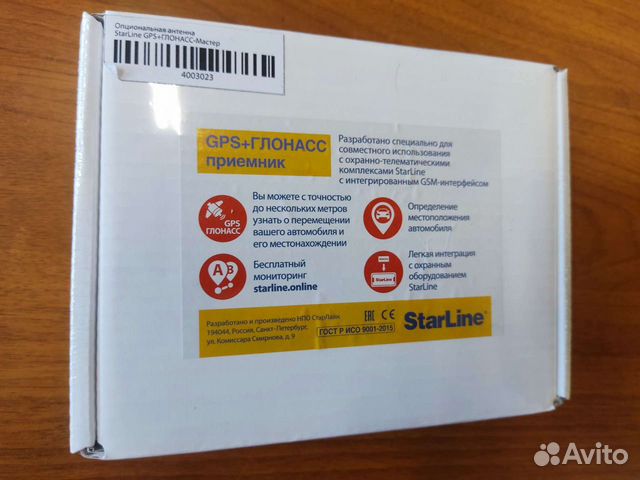 Опциональная антенна
StarLine GPS+ГЛОНАСС-Мастер
4003023
GPS+ГЛОНАСС
приемник
Разработано специально для
совместного использования
с охранно-телематическими
комплексами StarLine
с интегрированным GSM-интерфейсом
GPS
ГЛОНАСС
Вы можете с точностью
до нескольких метров
узнать о перемещении
вашего автомобиля и
его местонахождении
Определение
местоположения
автомобиля
A B
Бесплатный
мониторинг
starline.online
StarLine
Легкая интеграция
с охранным
оборудованием
StarLine
Разработано и произведено НПО СтарЛайн
194044, Россия, Санкт-Петербург,
ул. Комиссара Смирнова, д. 9
EAC CE
ГОСТ Р ИСО 9001-2015
StarLine®
Avito